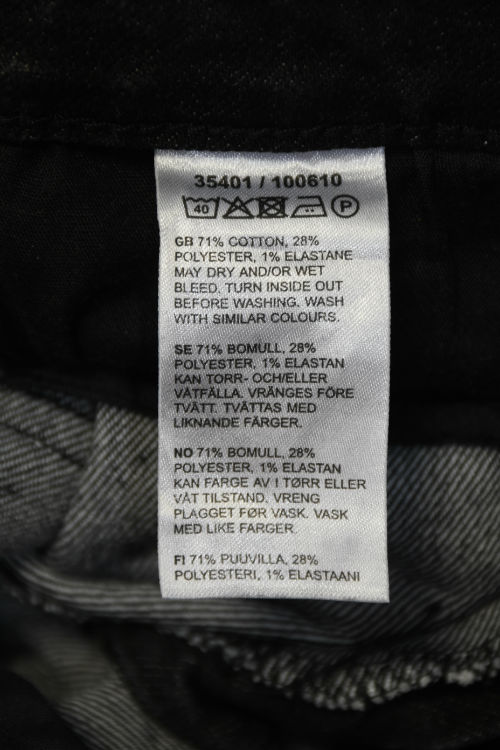 35401 / 100610
40 P
GB 71% COTTON, 28%
POLYESTER, 1% ELASTANE
MAY DRY AND/OR WET
BLEED. TURN INSIDE OUT
BEFORE WASHING. WASH
WITH SIMILAR COLOURS.
SE 71% BOMULL, 28%
POLYESTER, 1% ELASTAN
KAN TORR- OCH/ELLER
VÅTFÄLLA. VRÄNGES FÖRE
TVÄTT. TVÄTTAS MED
LIKNANDE FÄRGER.
NO 71% BOMULL, 28%
POLYESTER, 1% ELASTAN
KAN FARGE AV I TØRR ELLER
VÅT TILSTAND. VRENG
PLAGGET FØR VASK. VASK
MED LIKE FARGER.
FI 71% PUUVILLA, 28%
POLYESTERI, 1% ELASTAANI